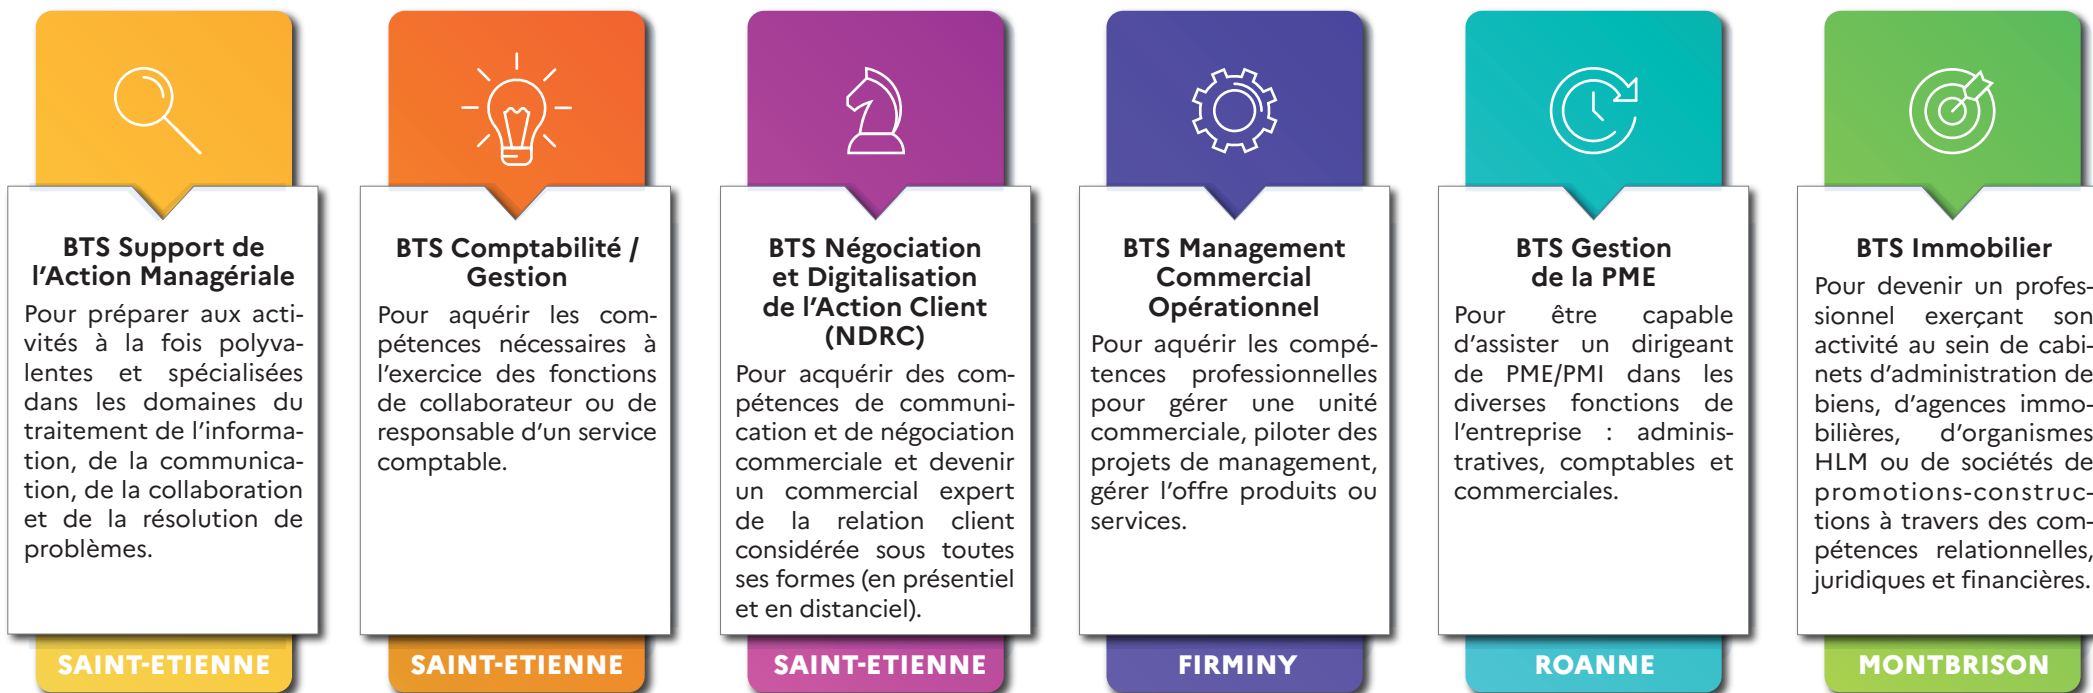 BTS Support de
l'Action Managériale
Pour préparer aux acti-
vités à la fois polyva-
lentes et spécialisées
dans les domaines du
traitement de l'informa-
tion, de la communica-
tion, de la collaboration
et de la résolution de
problèmes.
SAINT-ETIENNE
BTS Comptabilité /
Gestion
Pour aquérir les com-
pétences nécessaires à
l'exercice des fonctions
de collaborateur ou de
responsable d'un service
comptable.
SAINT-ETIENNE
BTS Négociation
et Digitalisation
de l'Action Client
(NDRC)
Pour acquérir des com-
pétences de communi-
cation et de négociation
commerciale et devenir
un commercial expert
de la relation client
considérée sous toutes
ses formes (en présentiel
et en distanciel).
SAINT-ETIENNE
BTS Management
Commercial
Opérationnel
Pour aquérir les compé-
tences professionnelles
pour gérer une unité
commerciale, piloter des
projets de management,
gérer l'offre produits ou
services.
FIRMINY
BTS Gestion
de la PME
Pour être capable
d'assister un dirigeant
de PME/PMI dans les
diverses fonctions de
l'entreprise : adminis-
tratives, comptables et
commerciales.
ROANNE
BTS Immobilier
Pour devenir un profes-
sionnel exerçant son
activité au sein de cabi-
nets d'administration de
biens, d'agences immo-
bilières, d'organismes
HLM ou de sociétés de
promotions-construc-
tions à travers des com-
pétences relationnelles,
juridiques et financières.
MONTBRISON